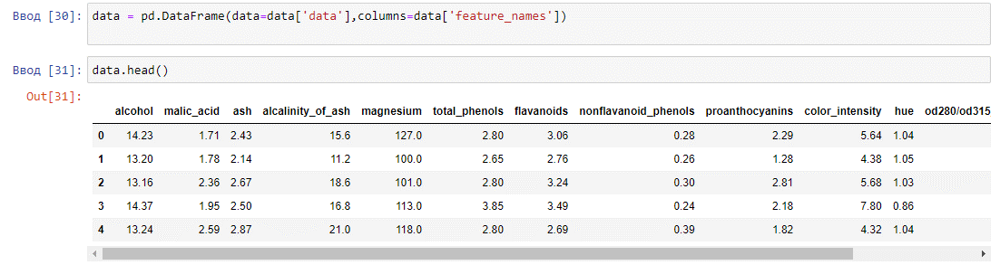 Ввод [30]: data = pd.DataFrame(data=data['data'],columns=data['feature_names'])
Ввод [31]: data.head()
Out[31]:
alcohol malic_acid ash alcalinity_of_ash magnesium total_phenols flavanoids nonflavanoid_phenols proanthocyanins color_intensity hue od280/od315
0 14.23 1.71 2.43 15.6 127.0 2.80 3.06 0.28 2.29 5.64 1.04
1 13.20 1.78 2.14 11.2 100.0 2.65 2.76 0.26 1.28 4.38 1.05
2 13.16 2.36 2.67 18.6 101.0 2.80 3.24 0.30 2.81 5.68 1.03
3 14.37 1.95 2.50 16.8 113.0 3.85 3.49 0.24 2.18 7.80 0.86
4 13.24 2.59 2.87 21.0 118.0 2.80 2.69 0.39 1.82 4.32 1.04